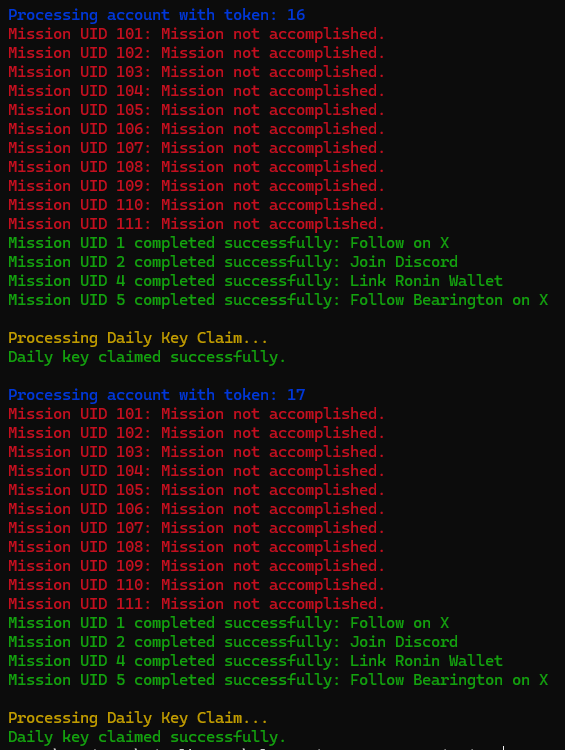 Processing account with token: 16
Mission UID 101: Mission not accomplished.
Mission UID 102: Mission not accomplished.
Mission UID 103: Mission not accomplished.
Mission UID 104: Mission not accomplished.
Mission UID 105: Mission not accomplished.
Mission UID 106: Mission not accomplished.
Mission UID 107: Mission not accomplished.
Mission UID 108: Mission not accomplished.
Mission UID 109: Mission not accomplished.
Mission UID 110: Mission not accomplished.
Mission UID 111: Mission not accomplished.
Mission UID 1 completed successfully: Follow on X
Mission UID 2 completed successfully: Join Discord
Mission UID 4 completed successfully: Link Ronin Wallet
Mission UID 5 completed successfully: Follow Bearington on X
Processing Daily Key Claim...
Daily key claimed successfully.
Processing account with token: 17
Mission UID 101: Mission not accomplished.
Mission UID 102: Mission not accomplished.
Mission UID 103: Mission not accomplished.
Mission UID 104: Mission not accomplished.
Mission UID 105: Mission not accomplished.
Mission UID 106: Mission not accomplished.
Mission UID 107: Mission not accomplished.
Mission UID 108: Mission not accomplished.
Mission UID 109: Mission not accomplished.
Mission UID 110: Mission not accomplished.
Mission UID 111: Mission not accomplished.
Mission UID 1 completed successfully: Follow on X
Mission UID 2 completed successfully: Join Discord
Mission UID 4 completed successfully: Link Ronin Wallet
Mission UID 5 completed successfully: Follow Bearington on X
Processing Daily Key Claim...
Daily key claimed successfully.